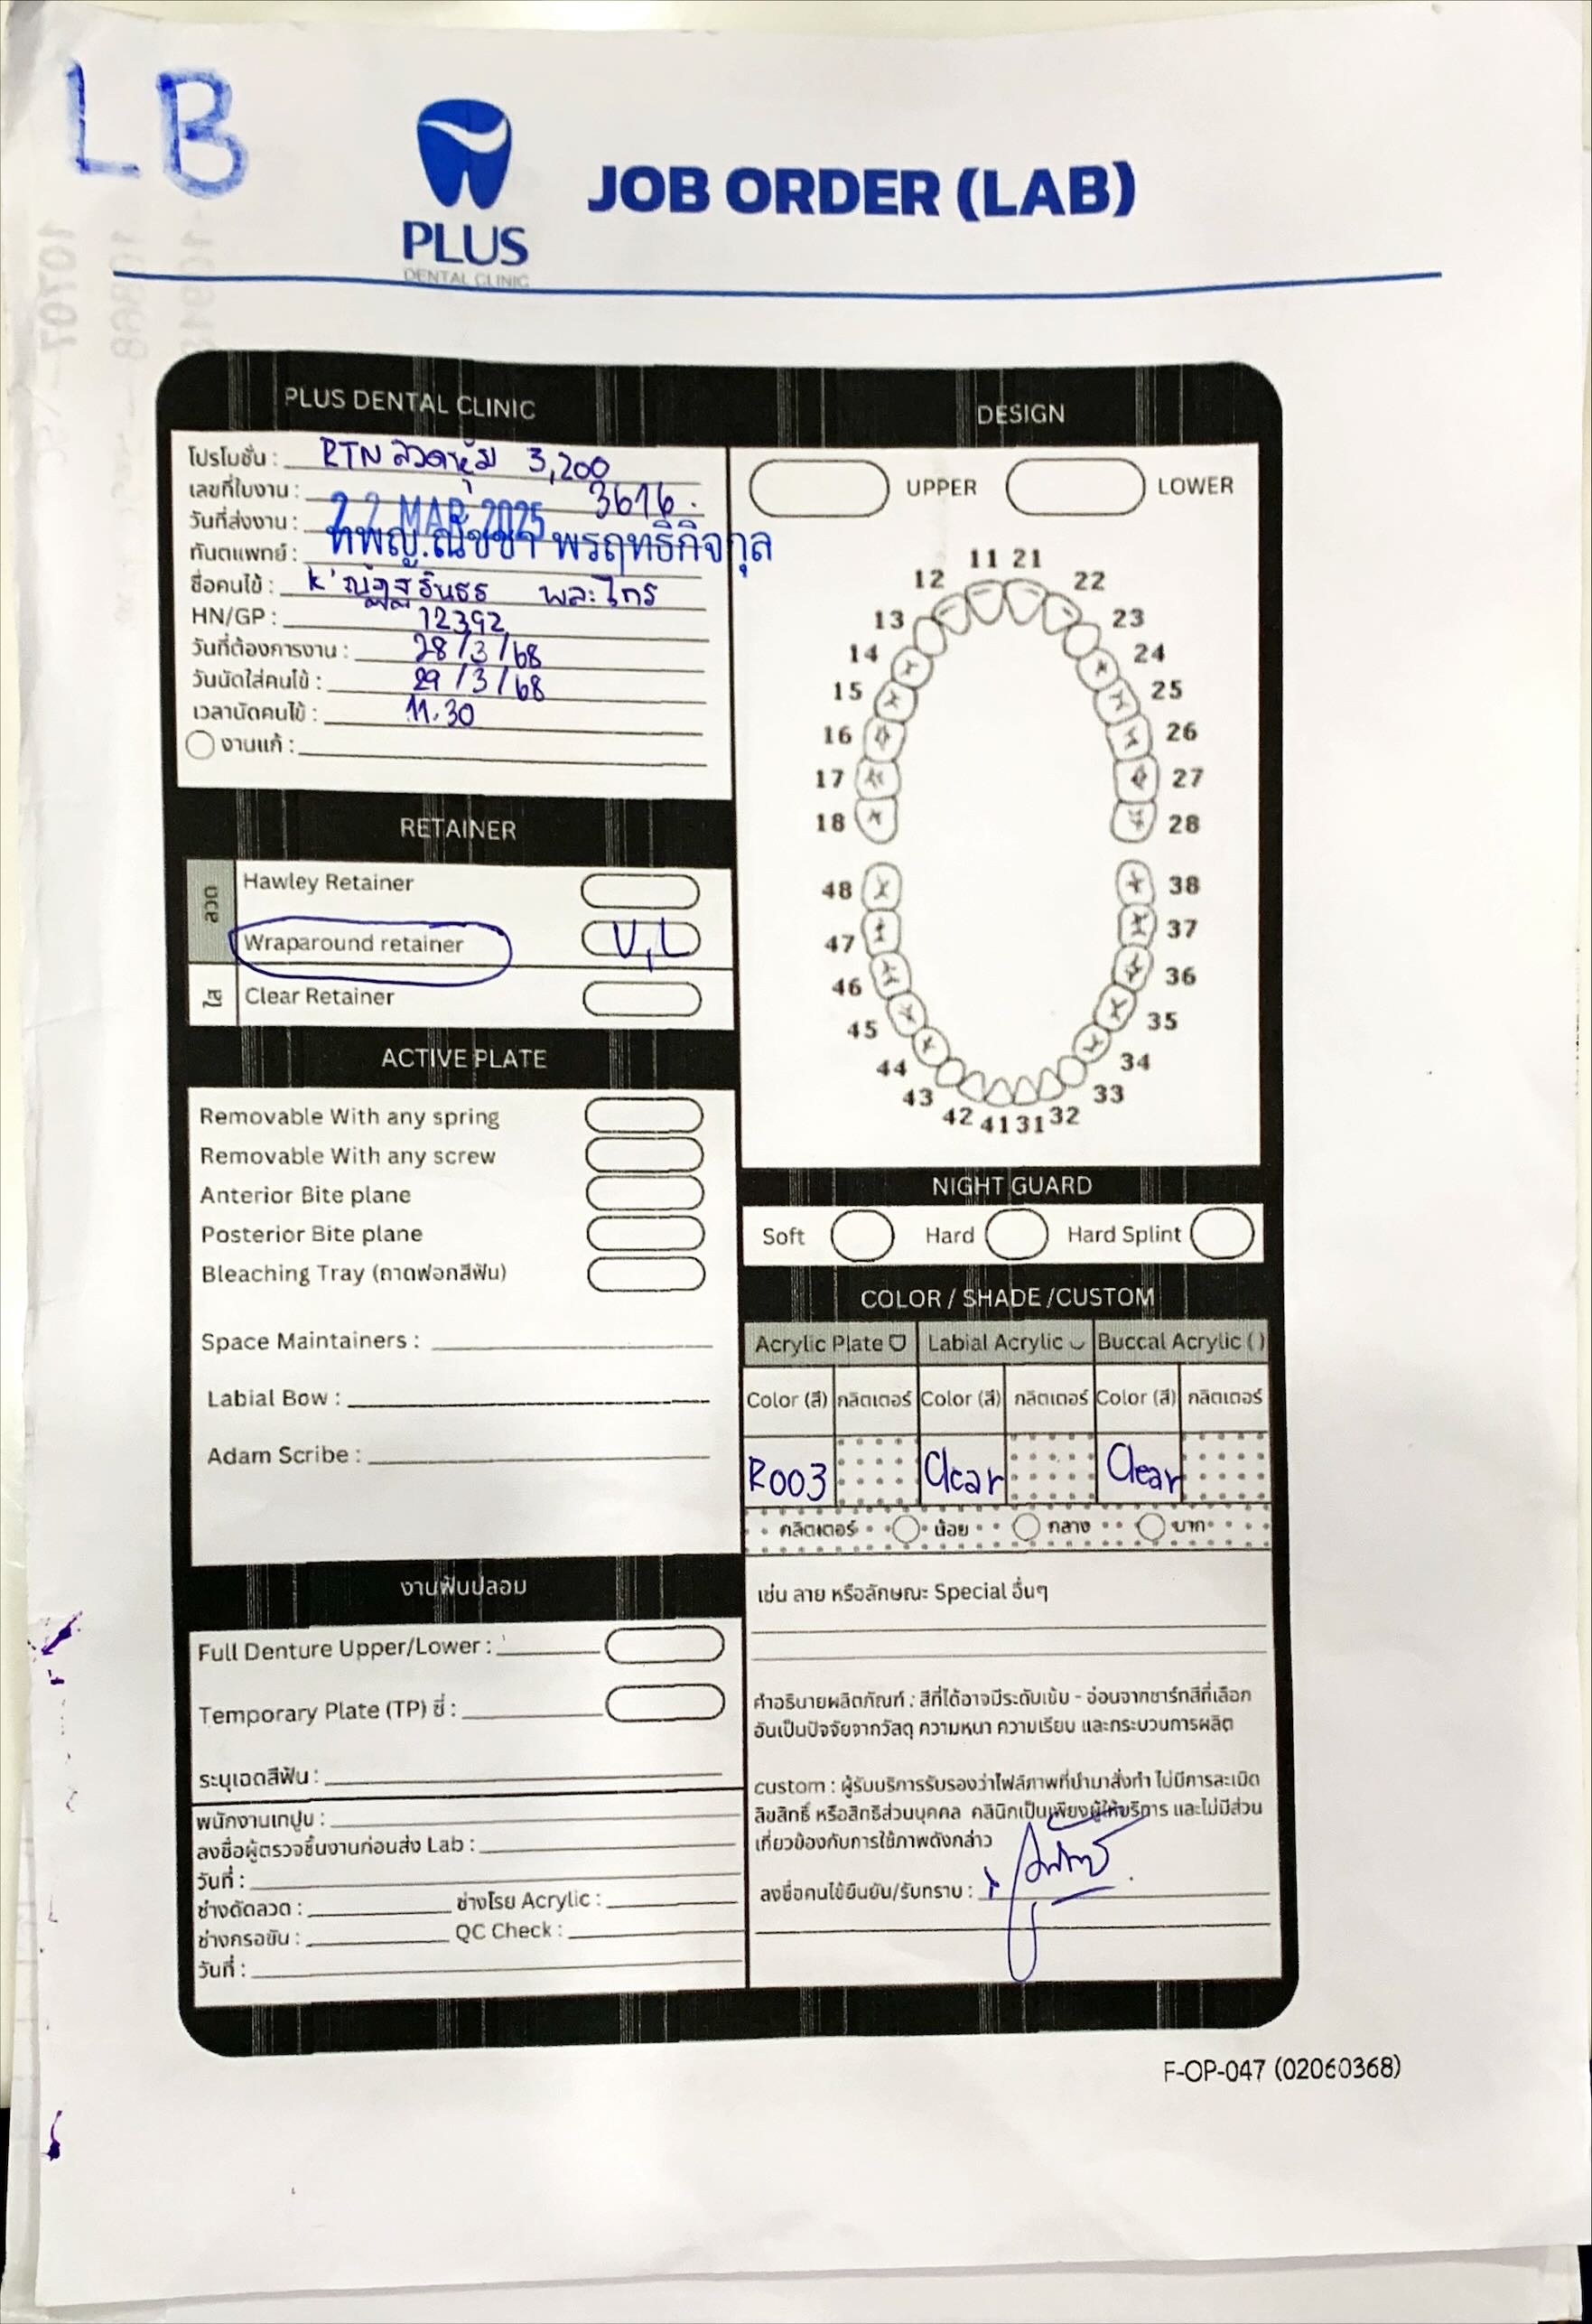 LB
PLUS
DENTAL CLINIC
JOB ORDER (LAB)
PLUS DENTAL CLINIC
โปรโมชั่น : RTN ลวดหุ้ม 3,200
เลขที่ใบงาน : 3616.
วันที่ส่งงาน : 22 MAR 2025
ทันตแพทย์ : ทพญ.ณัชชา พรฤทธิ์กิจกุล
ชื่อคนไข้ : พละไกร
HN/GP : 12392
วันที่ต้องการงาน : 28/3/68
วันนัดใส่คนไข้ : 29/3/68
เวลานัดคนไข้ : 11.30
งานแก้ :
RETAINER
ลวด
Hawley Retainer
Wraparound retainer U,L
ใส
Clear Retainer
ACTIVE PLATE
Removable With any spring
Removable With any screw
Anterior Bite plane
Posterior Bite plane
Bleaching Tray (ถาดฟอกสีฟัน)
Space Maintainers :
Labial Bow :
Adam Scribe :
งานฟันปลอม
Full Denture Upper/Lower :
Temporary Plate (TP) ซี่ :
ระบุเฉดสีฟัน :
พนักงานเทปูน :
ลงชื่อผู้ตรวจชิ้นงานก่อนส่ง Lab :
วันที่ :
ช่างดัดลวด : ช่างโรย Acrylic :
ช่างกรอขัน : QC Check :
วันที่ :
DESIGN
UPPER LOWER
11 21
12 22
13 23
14 24
15 25
16 26
17 27
18 28
48 38
47 37
46 36
45 35
44 34
43 33
42 41 31 32
NIGHT GUARD
Soft Hard Hard Splint
COLOR / SHADE /CUSTOM
Acrylic Plate Labial Acrylic Buccal Acrylic ( )
Color (สี) กลิตเตอร์ Color (สี) กลิตเตอร์ Color (สี) กลิตเตอร์
R003 Clear Clear
กลิตเตอร์ น้อย กลาง มาก
เช่น ลาย หรือลักษณะ Special อื่นๆ
คำอธิบายผลิตภัณฑ์ : สีที่ได้อาจมีระดับเข้ม - อ่อนจากชาร์ทสีที่เลือก
อันเป็นปัจจัยจากวัสดุ ความหนา ความเรียบ และกระบวนการผลิต
custom : ผู้รับบริการรับรองว่าไฟล์ภาพที่นำมาสั่งทำ ไม่มีการละเมิด
ลิขสิทธิ์ หรือสิทธิส่วนบุคคล คลินิกเป็นเพียงผู้ให้บริการ และไม่มีส่วน
เกี่ยวข้องกับการใช้ภาพดังกล่าว
ลงชื่อคนไข้ยืนยัน/รับทราบ :
F-OP-047 (02060368)